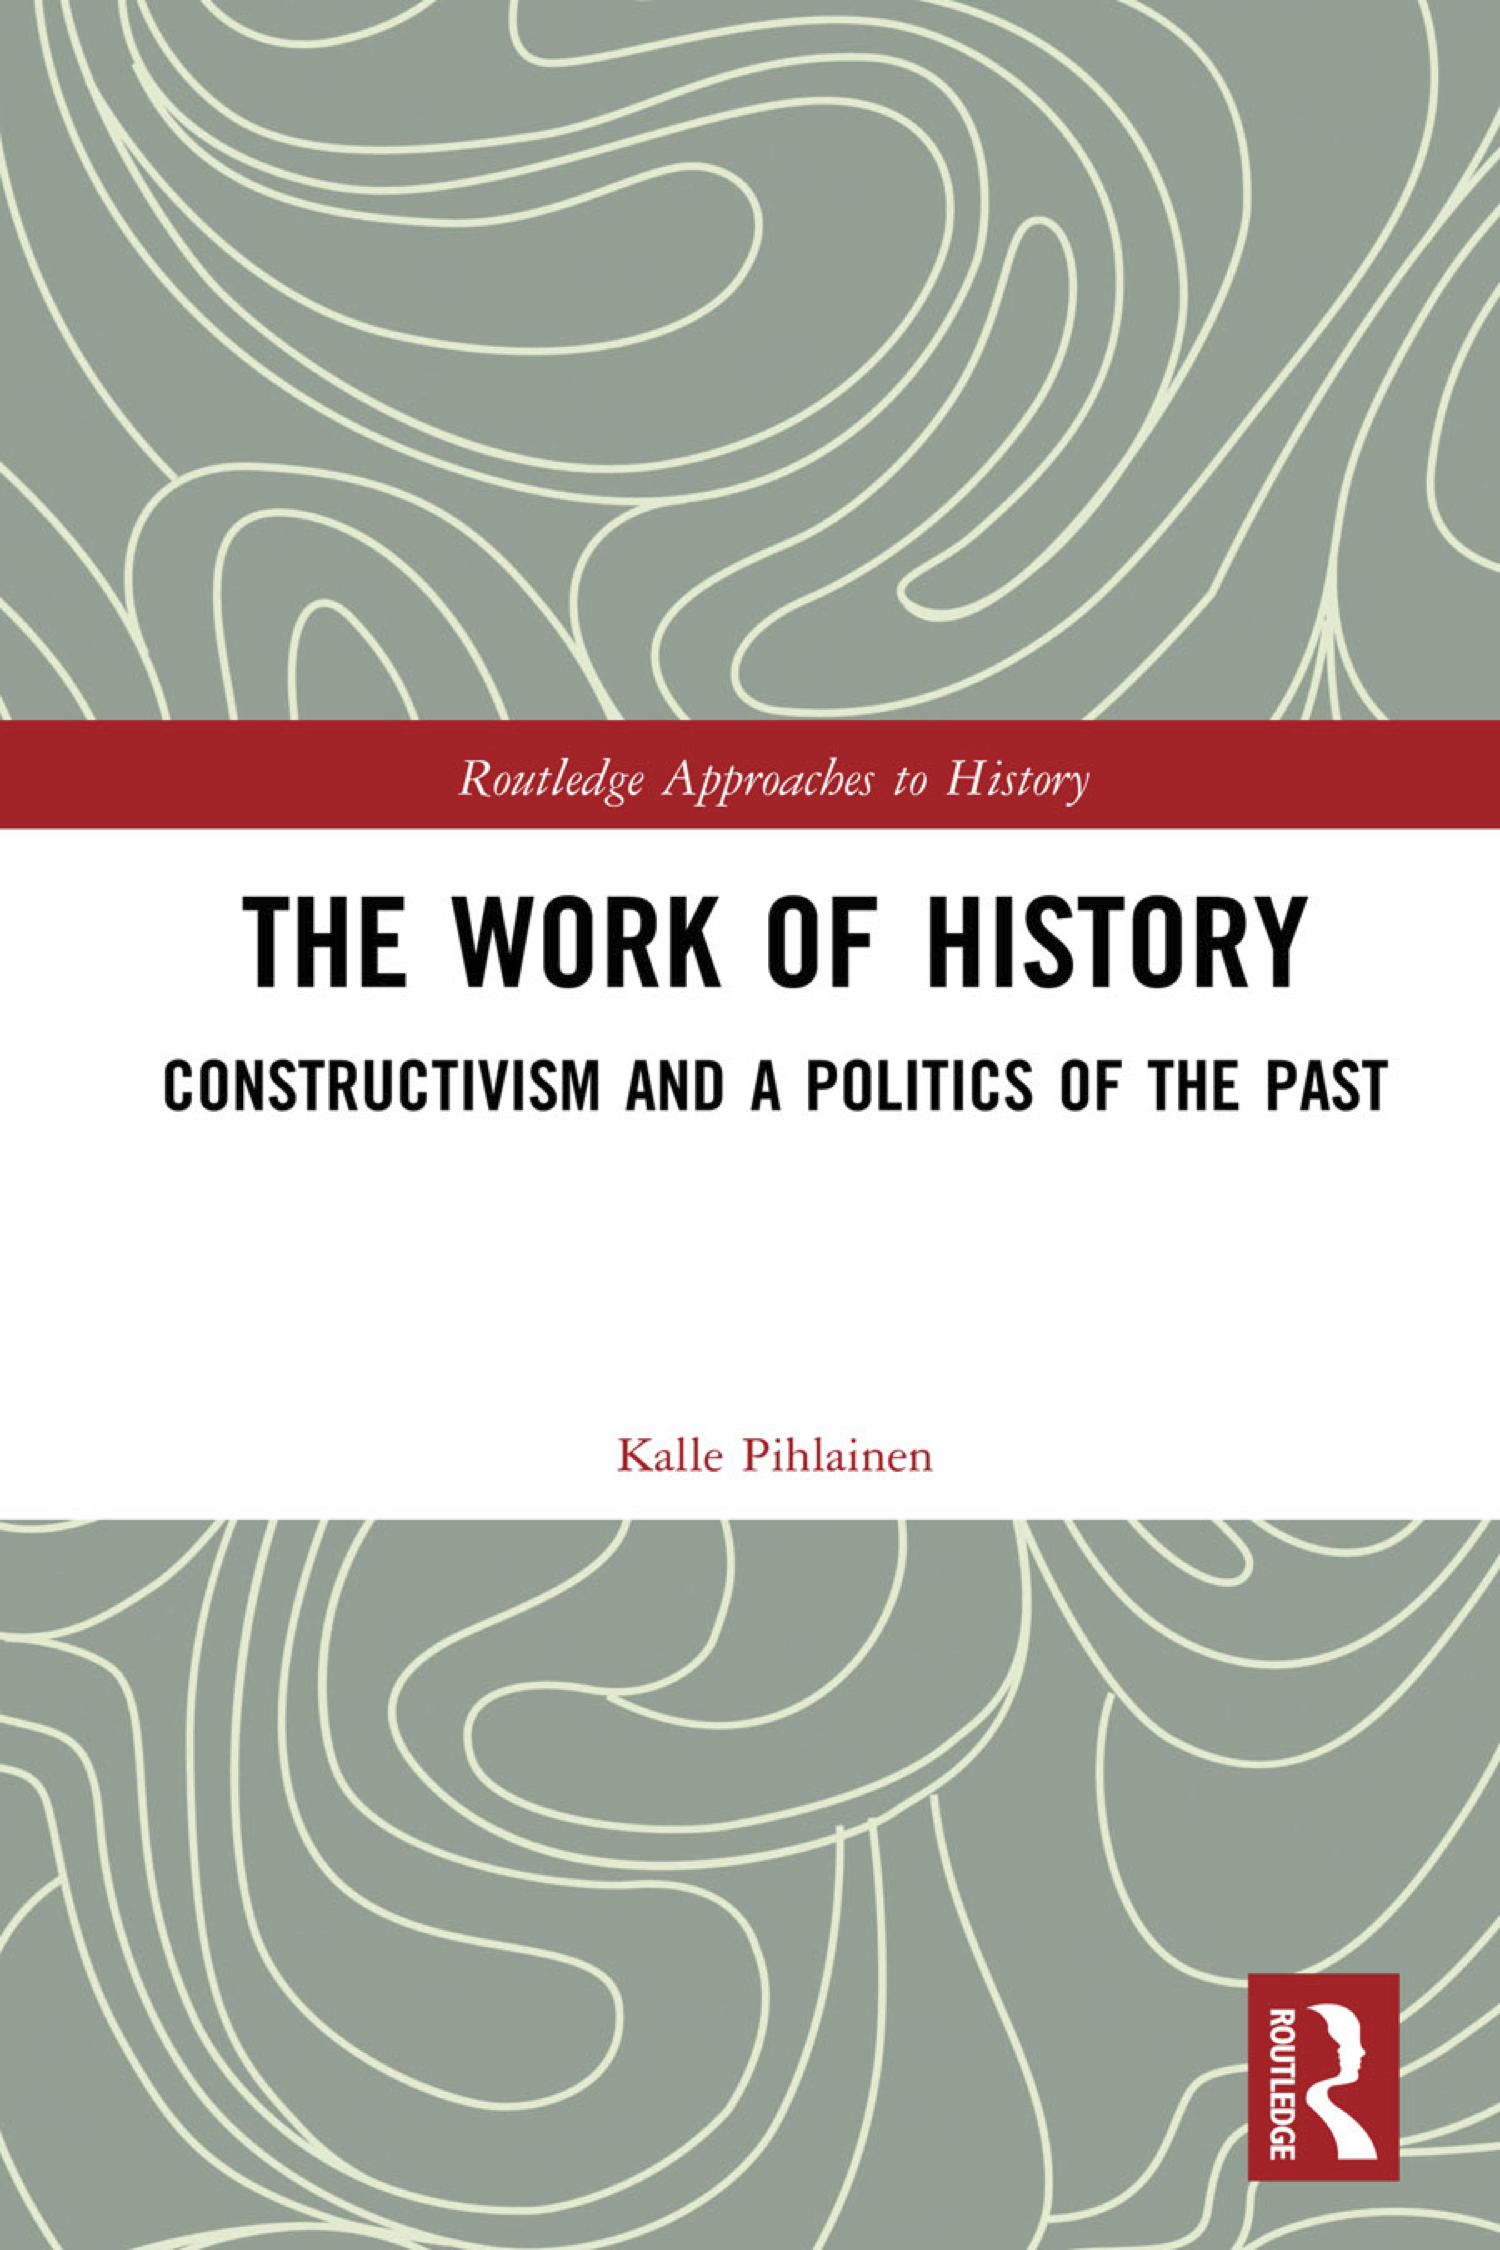 Routledge Approaches to History
THE WORK OF HISTORY
CONSTRUCTIVISM AND A POLITICS OF THE PAST
Kalle Pihlainen
ROUTLEDGE